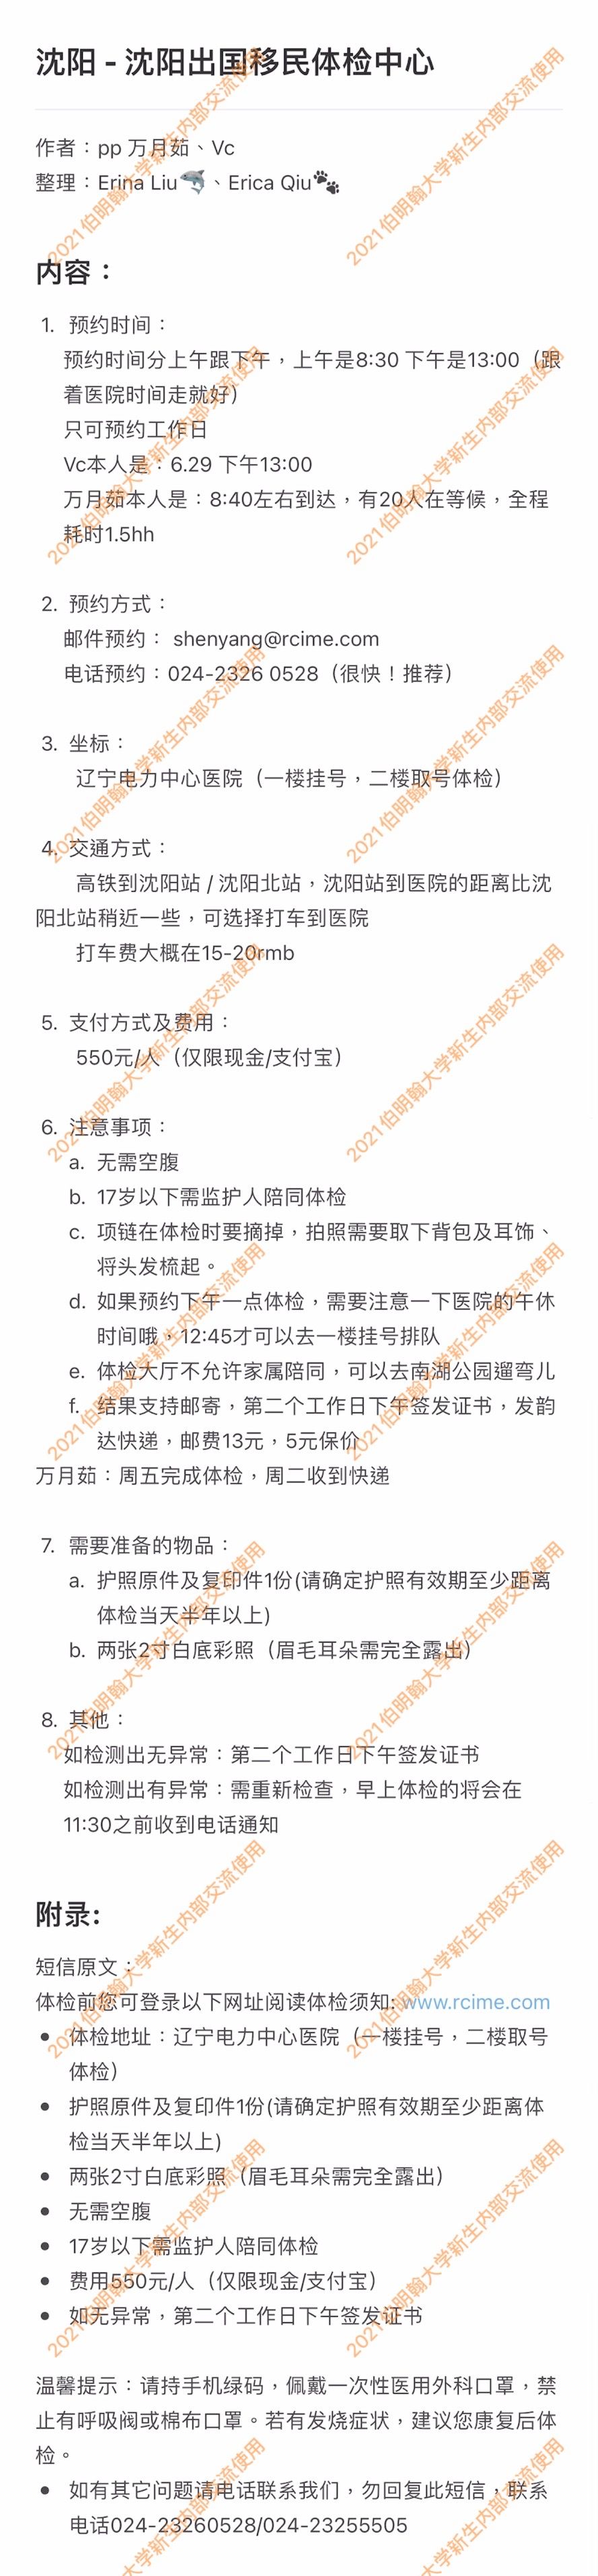 沈阳 - 沈阳出国移民体检中心
作者：pp 万月茹、Vc
整理：Erina Liu🐬、Erica Qiu🐾
内容：
1. 预约时间：
预约时间分上午跟下午，上午是8:30 下午是13:00（跟
着医院时间走就好）
只可预约工作日
Vc本人是：6.29 下午13:00
万月茹本人是：8:40左右到达，有20人在等候，全程
耗时1.5hh
2. 预约方式：
邮件预约： shenyang@rcime.com
电话预约：024-2326 0528（很快！推荐）
3. 坐标：
辽宁电力中心医院（一楼挂号，二楼取号体检）
4. 交通方式：
高铁到沈阳站 / 沈阳北站，沈阳站到医院的距离比沈
阳北站稍近一些，可选择打车到医院
打车费大概在15-20rmb
5. 支付方式及费用：
550元/人（仅限现金/支付宝）
6. 注意事项：
a. 无需空腹
b. 17岁以下需监护人陪同体检
c. 项链在体检时要摘掉，拍照需要取下背包及耳饰、
将头发梳起。
d. 如果预约下午一点体检，需要注意一下医院的午休
时间哦，12:45才可以去一楼挂号排队
e. 体检大厅不允许家属陪同，可以去南湖公园遛弯儿
f. 结果支持邮寄，第二个工作日下午签发证书，发韵
达快递，邮费13元，5元保价
万月茹：周五完成体检，周二收到快递
7. 需要准备的物品：
a. 护照原件及复印件1份(请确定护照有效期至少距离
体检当天半年以上)
b. 两张2寸白底彩照（眉毛耳朵需完全露出）
8. 其他：
如检测出无异常：第二个工作日下午签发证书
如检测出有异常：需重新检查，早上体检的将会在
11:30之前收到电话通知
附录:
短信原文：
体检前您可登录以下网址阅读体检须知: www.rcime.com
• 体检地址：辽宁电力中心医院（一楼挂号，二楼取号
体检）
• 护照原件及复印件1份(请确定护照有效期至少距离体
检当天半年以上)
• 两张2寸白底彩照（眉毛耳朵需完全露出）
• 无需空腹
• 17岁以下需监护人陪同体检
• 费用550元/人（仅限现金/支付宝）
• 如无异常，第二个工作日下午签发证书
温馨提示：请持手机绿码，佩戴一次性医用外科口罩，禁
止有呼吸阀或棉布口罩。若有发烧症状，建议您康复后体
检。
• 如有其它问题请电话联系我们，勿回复此短信，联系
电话024-23260528/024-23255505
2021伯明翰大学新生内部交流使用